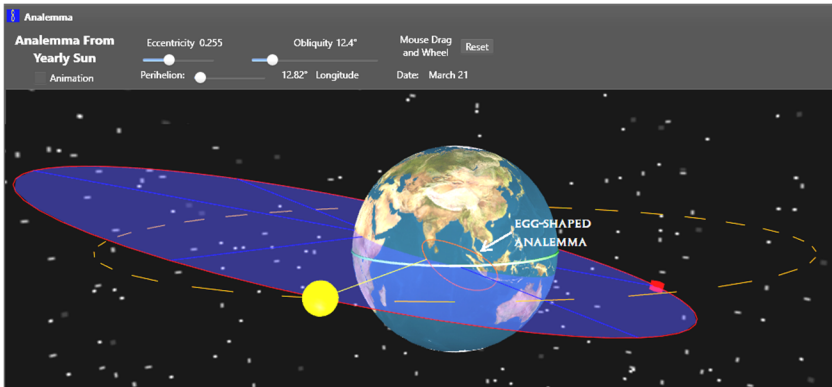 Analemma
Analemma From
Yearly Sun
Animation
Eccentricity 0.255
Obliquity 12.4°
Mouse Drag
and Wheel
Reset
Perihelion:
12.82° Longitude
Date: March 21
EGG-SHAPED
ANALEMMA